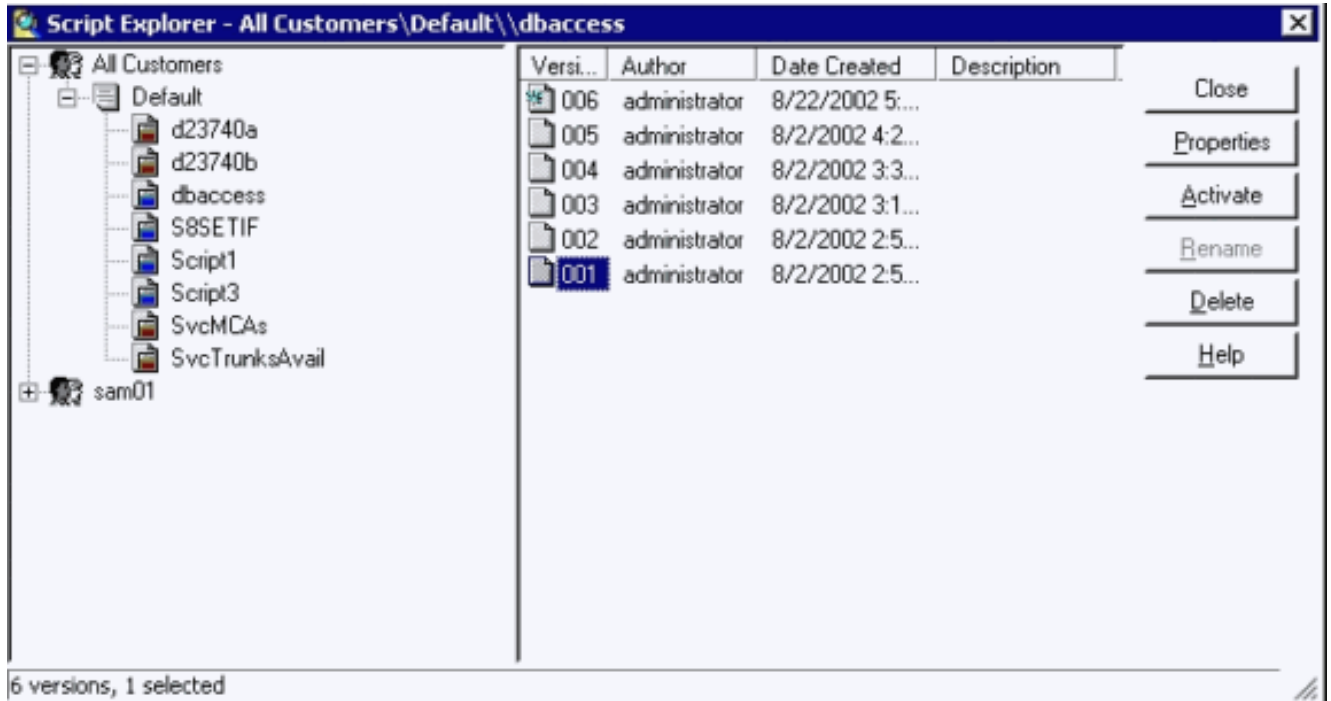 Script Explorer - All Customers\Default\\dbaccess
All Customers
Default
d23740a
d23740b
dbaccess
S8SETIF
Script1
Script3
SvcMCAs
SvcTrunksAvail
sam01
Versi... Author Date Created Description
006 administrator 8/22/2002 5:...
005 administrator 8/2/2002 4:2...
004 administrator 8/2/2002 3:3...
003 administrator 8/2/2002 3:1...
002 administrator 8/2/2002 2:5...
001 administrator 8/2/2002 2:5...
Close
Properties
Activate
Rename
Delete
Help
6 versions, 1 selected